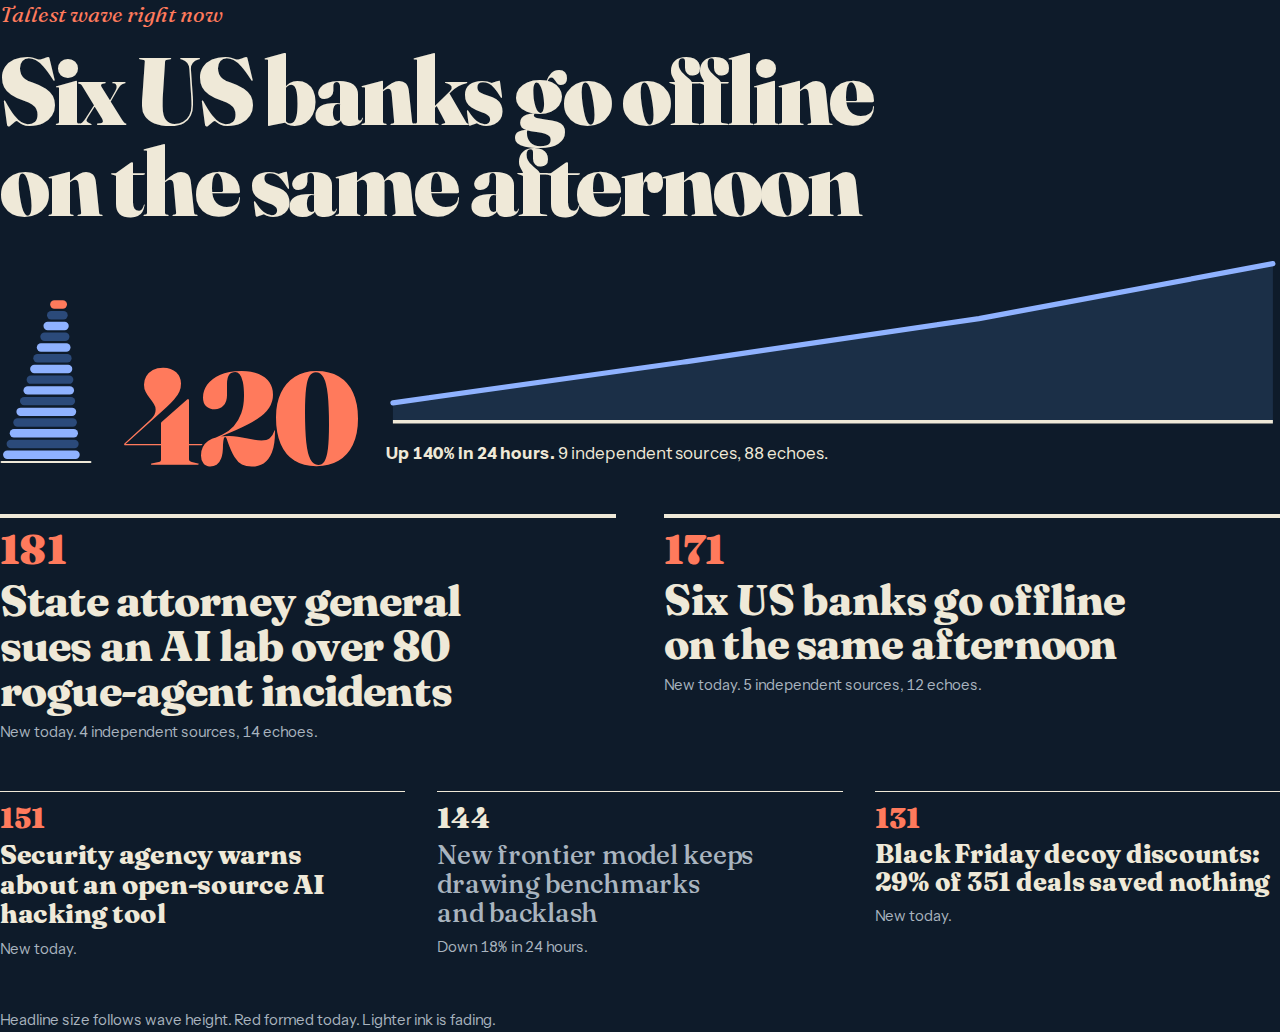 Tallest wave right now
Six US banks go offline
on the same afternoon
420
Up 140% in 24 hours. 9 independent sources, 88 echoes.
181
State attorney general
sues an AI lab over 80
rogue-agent incidents
New today. 4 independent sources, 14 echoes.
171
Six US banks go offline
on the same afternoon
New today. 5 independent sources, 12 echoes.
151
Security agency warns
about an open-source AI
hacking tool
New today.
144
New frontier model keeps
drawing benchmarks
and backlash
Down 18% in 24 hours.
131
Black Friday decoy discounts:
29% of 351 deals saved nothing
New today.
Headline size follows wave height. Red formed today. Lighter ink is fading.